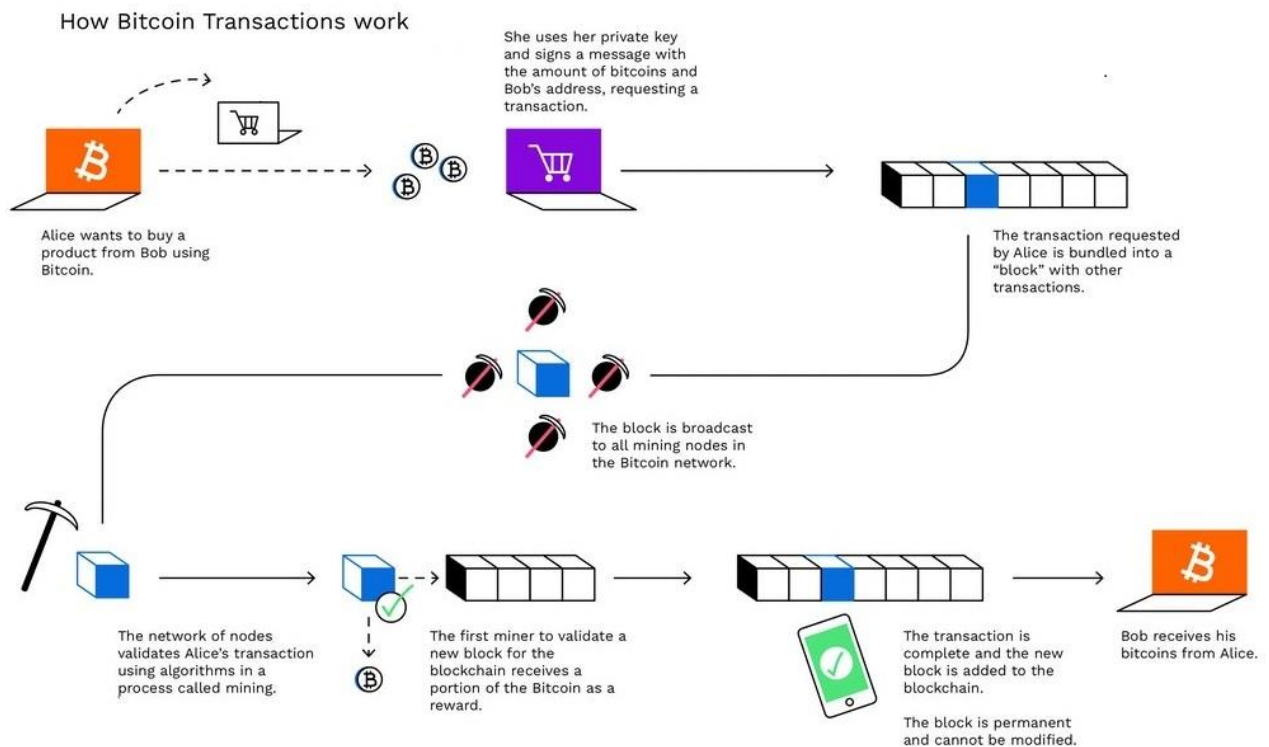 How Bitcoin Transactions work
She uses her private key
and signs a message with
the amount of bitcoins and
Bob's address, requesting a
transaction.
Alice wants to buy a
product from Bob using
Bitcoin.
The transaction requested
by Alice is bundled into a
“block” with other
transactions.
The block is broadcast
to all mining nodes in
the Bitcoin network.
The network of nodes
validates Alice's transaction
using algorithms in a
process called mining.
The first miner to validate a
new block for the
blockchain receives a
portion of the Bitcoin as a
reward.
The transaction is
complete and the new
block is added to the
blockchain.
The block is permanent
and cannot be modified.
Bob receives his
bitcoins from Alice.